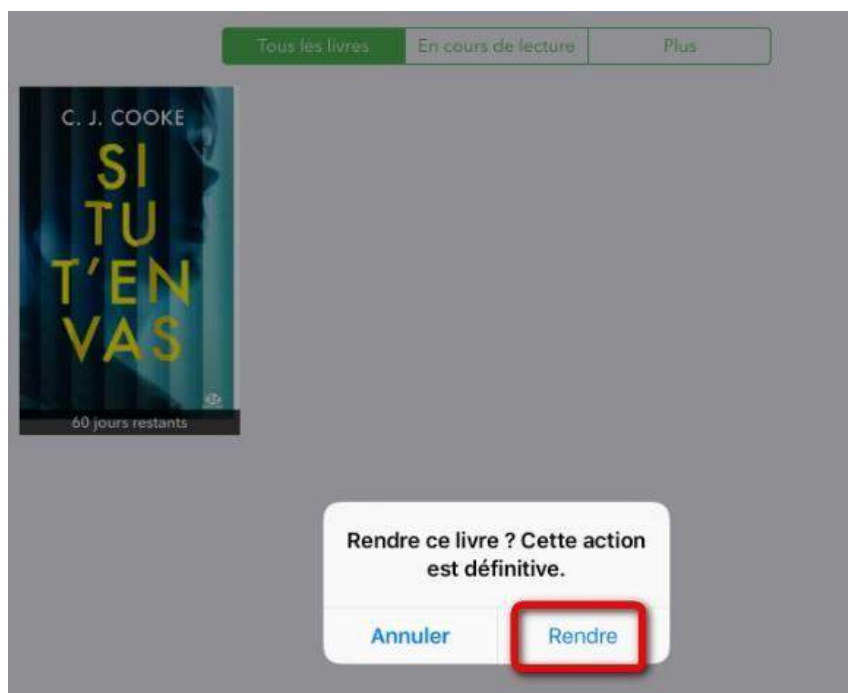 Tous les livres En cours de lecture Plus
C. J. COOKE
SI
TU
T'EN
VAS
60 jours restants
Rendre ce livre ? Cette action
est définitive.
Annuler Rendre